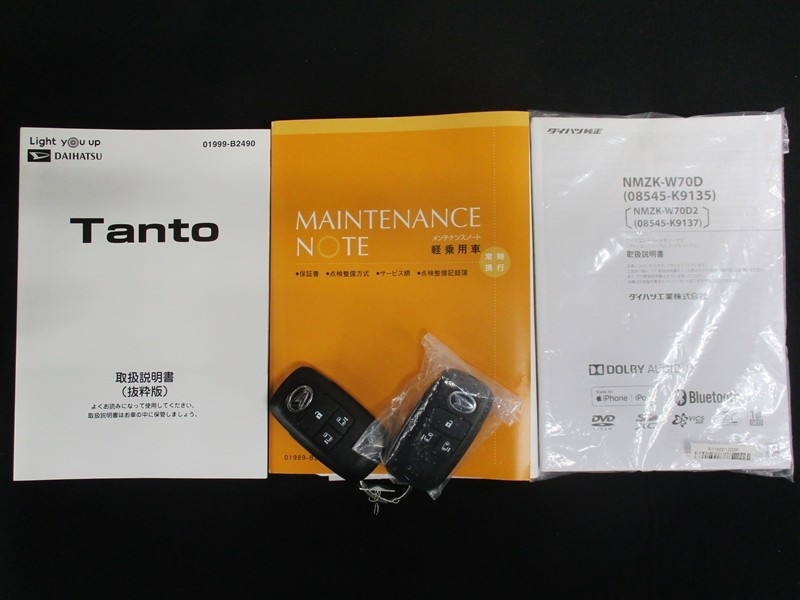 Light you up
DAIHATSU
01999-B2490
Tanto
取扱説明書
（抜粋版）
よくお読みになって使用してください。
取扱説明書はお車の中に保管しましょう。
MAINTENANCE
NOTE
メンテナンスノート
軽乗用車
常時
携行
●保証書 ●点検整備方式 ●サービス網 ●点検整備記録簿
ダイハツ純正
NMZK-W70D
(08545-K9135)
NMZK-W70D2
(08545-K9137)
取扱説明書
ダイハツ工業株式会社
DOLBY AUDIO
iPhone
Bluetooth
DVD
VICS